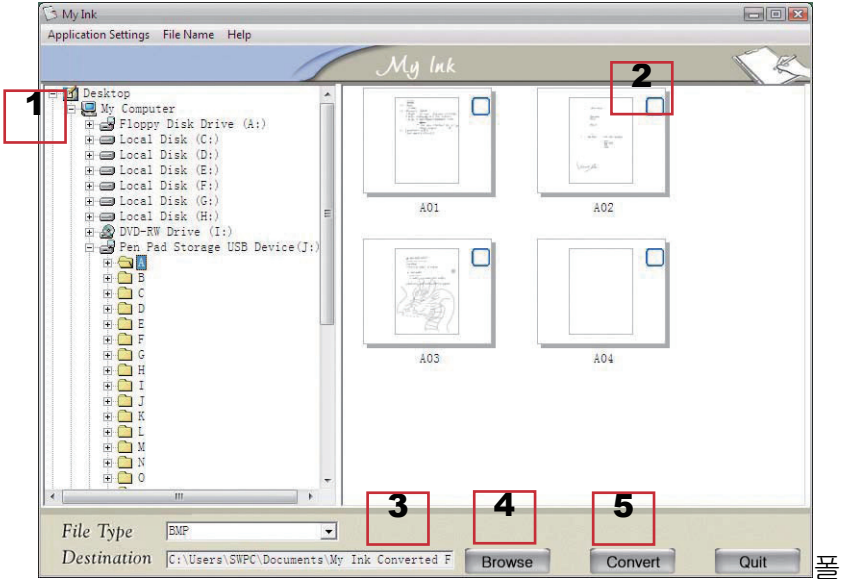 My Ink
Application Settings File Name Help
My Ink
1
2
Desktop
My Computer
Floppy Disk Drive (A:)
Local Disk (C:)
Local Disk (D:)
Local Disk (E:)
Local Disk (F:)
Local Disk (G:)
Local Disk (H:)
DVD-RW Drive (I:)
Pen Pad Storage USB Device(J:)
A
B
C
D
E
F
G
H
I
J
K
L
M
N
O
A01
A02
A03
A04
3
4
5
File Type BMP
Destination C:\Users\SWPC\Documents\My Ink Converted F
Browse Convert Quit
폴